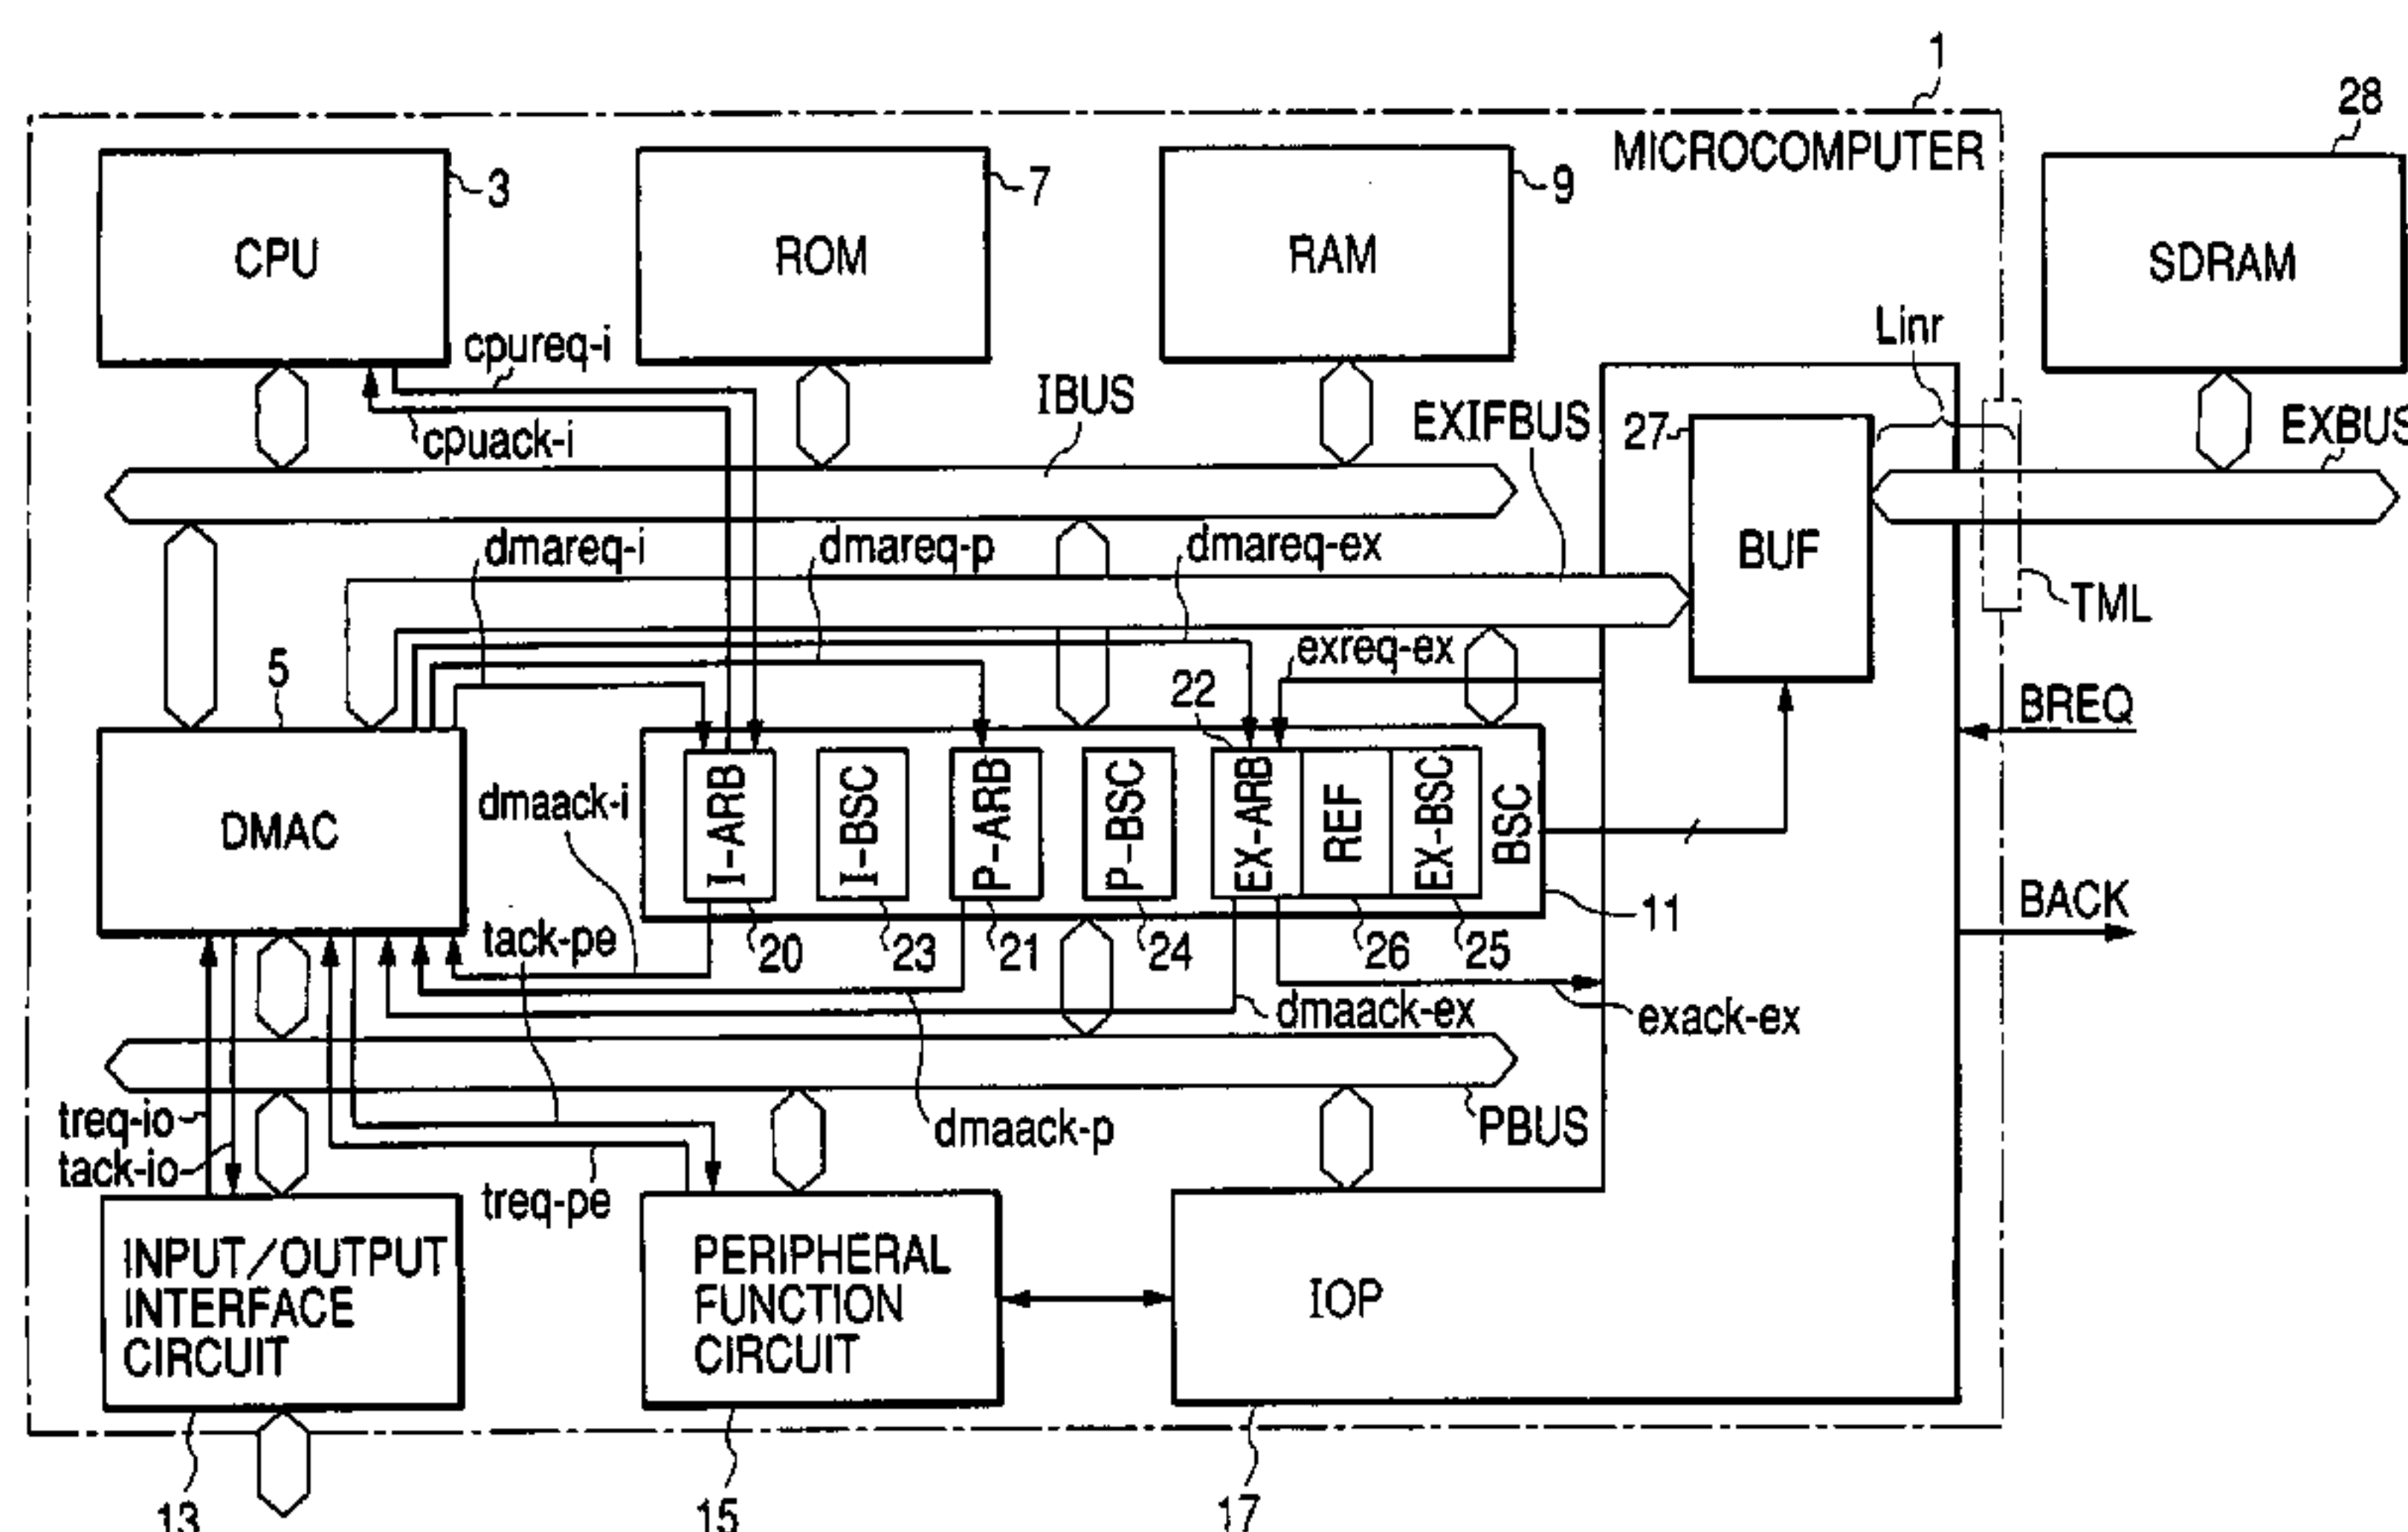 1
28
MICROCOMPUTER
3
7
9
CPU
ROM
RAM
SDRAM
Linr
cpureq-i
cpuack-i
IBUS
EXIFBUS
27
EXBUS
BUF
dmareq-i
dmareq-p
dmareq-ex
TML
exreq-ex
5
22
BREQ
DMAC
dmaack-i
I-ARB
I-BSC
P-ARB
P-BSC
EX-ARB
REF
EX-BSC
BSC
11
BACK
tack-pe
20
23
21
24
26
25
dmaack-ex
exack-ex
treq-io
tack-io
dmaack-p
PBUS
treq-pe
INPUT/OUTPUT
INTERFACE
CIRCUIT
PERIPHERAL
FUNCTION
CIRCUIT
IOP
13
15
17